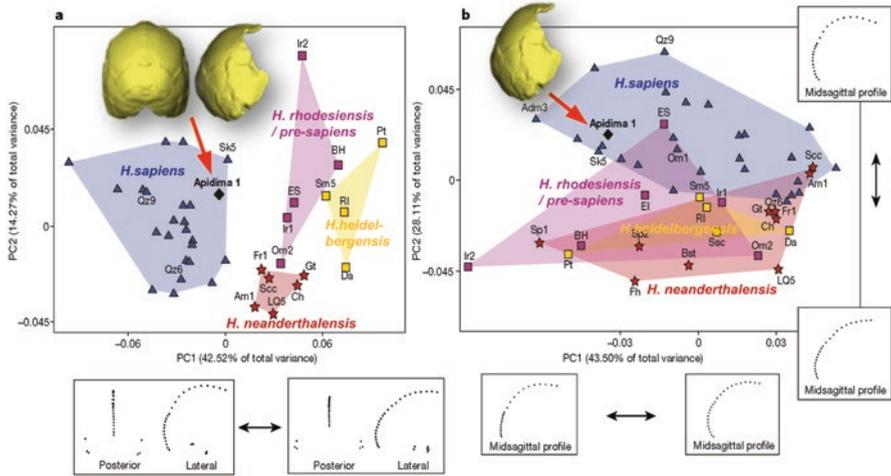 a
Ir2
H. rhodesiensis
/ pre-sapiens
Pt
0.045
H.sapiens
Sk5
BH
Apidima 1
Sm5
Qz9
ES
RI
PC2 (14.27% of total variance)
0
Ir1
H.heidel-
bergensis
Om2
Qz6
Fr1
Gt
Da
Scc
Ch
Am1
LQ5
−0.045
H. neanderthalensis
−0.06
0
0.06
PC1 (42.52% of total variance)
Posterior
Lateral
Posterior
Lateral
b
Qz9
H.sapiens
0.045
Adm3
ES
Apidima 1
Sk5
Om1
Scc
Am1
PC2 (28.11% of total variance)
0
H. rhodesiensis
/ pre-sapiens
Sm5
Ir1
EI
RI
Gt
Qz6
Fr1
Ch
Sp1
H.heidelbergensis
BH
Spz
Ssc
Da
Om2
Ir2
Pt
Bst
−0.045
Fh
LQ5
H. neanderthalensis
−0.03
0
0.03
PC1 (43.50% of total variance)
Midsagittal profile
Midsagittal profile
Midsagittal profile
Midsagittal profile